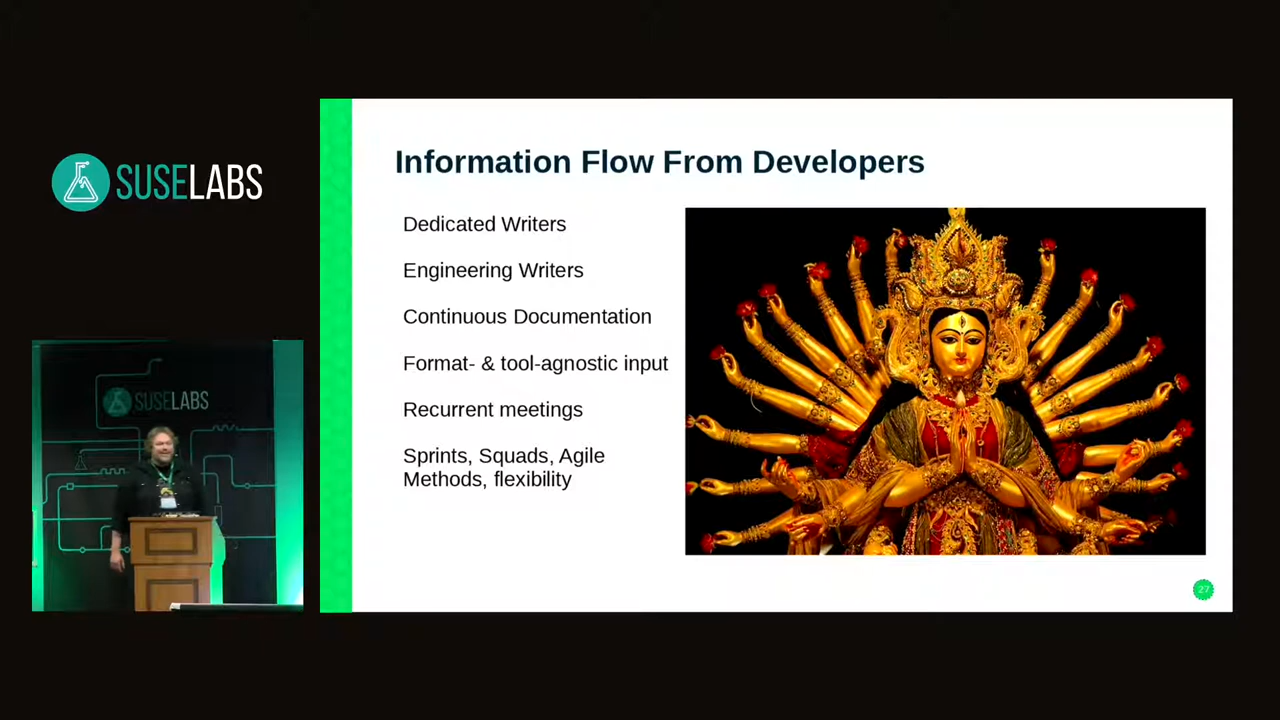 SUSELABS
Information Flow From Developers
Dedicated Writers
Engineering Writers
Continuous Documentation
Format- & tool-agnostic input
Recurrent meetings
Sprints, Squads, Agile
Methods, flexibility
SUSELABS
27